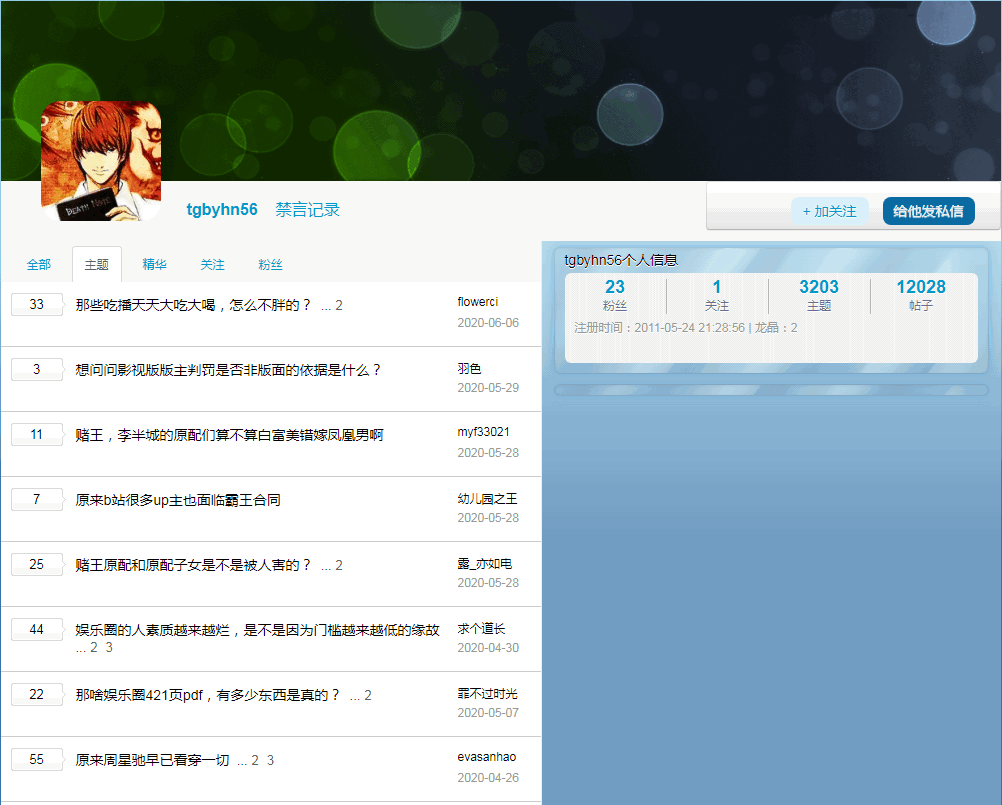 DEATH NOTE
tgbyhn56 禁言记录
+ 加关注 给他发私信
全部 主题 精华 关注 粉丝
33 那些吃播天天大吃大喝，怎么不胖的？ ... 2 flowerci
2020-06-06
3 想问问影视版版主判罚是否非版面的依据是什么？ 羽色
2020-05-29
11 赌王，李半城的原配们算不算白富美错嫁凤凰男啊 myf33021
2020-05-28
7 原来b站很多up主也面临霸王合同 幼儿园之王
2020-05-28
25 赌王原配和原配子女是不是被人害的？ ... 2 露_亦如电
2020-05-28
44 娱乐圈的人素质越来越烂，是不是因为门槛越来越低的缘故 求个道长
... 2 3 2020-04-30
22 那啥娱乐圈421页pdf，有多少东西是真的？ ... 2 罪不过时光
2020-05-07
55 原来周星驰早已看穿一切 ... 2 3 evasanhao
2020-04-26
tgbyhn56个人信息
23 1 3203 12028
粉丝 关注 主题 帖子
注册时间：2011-05-24 21:28:56 | 龙晶：2